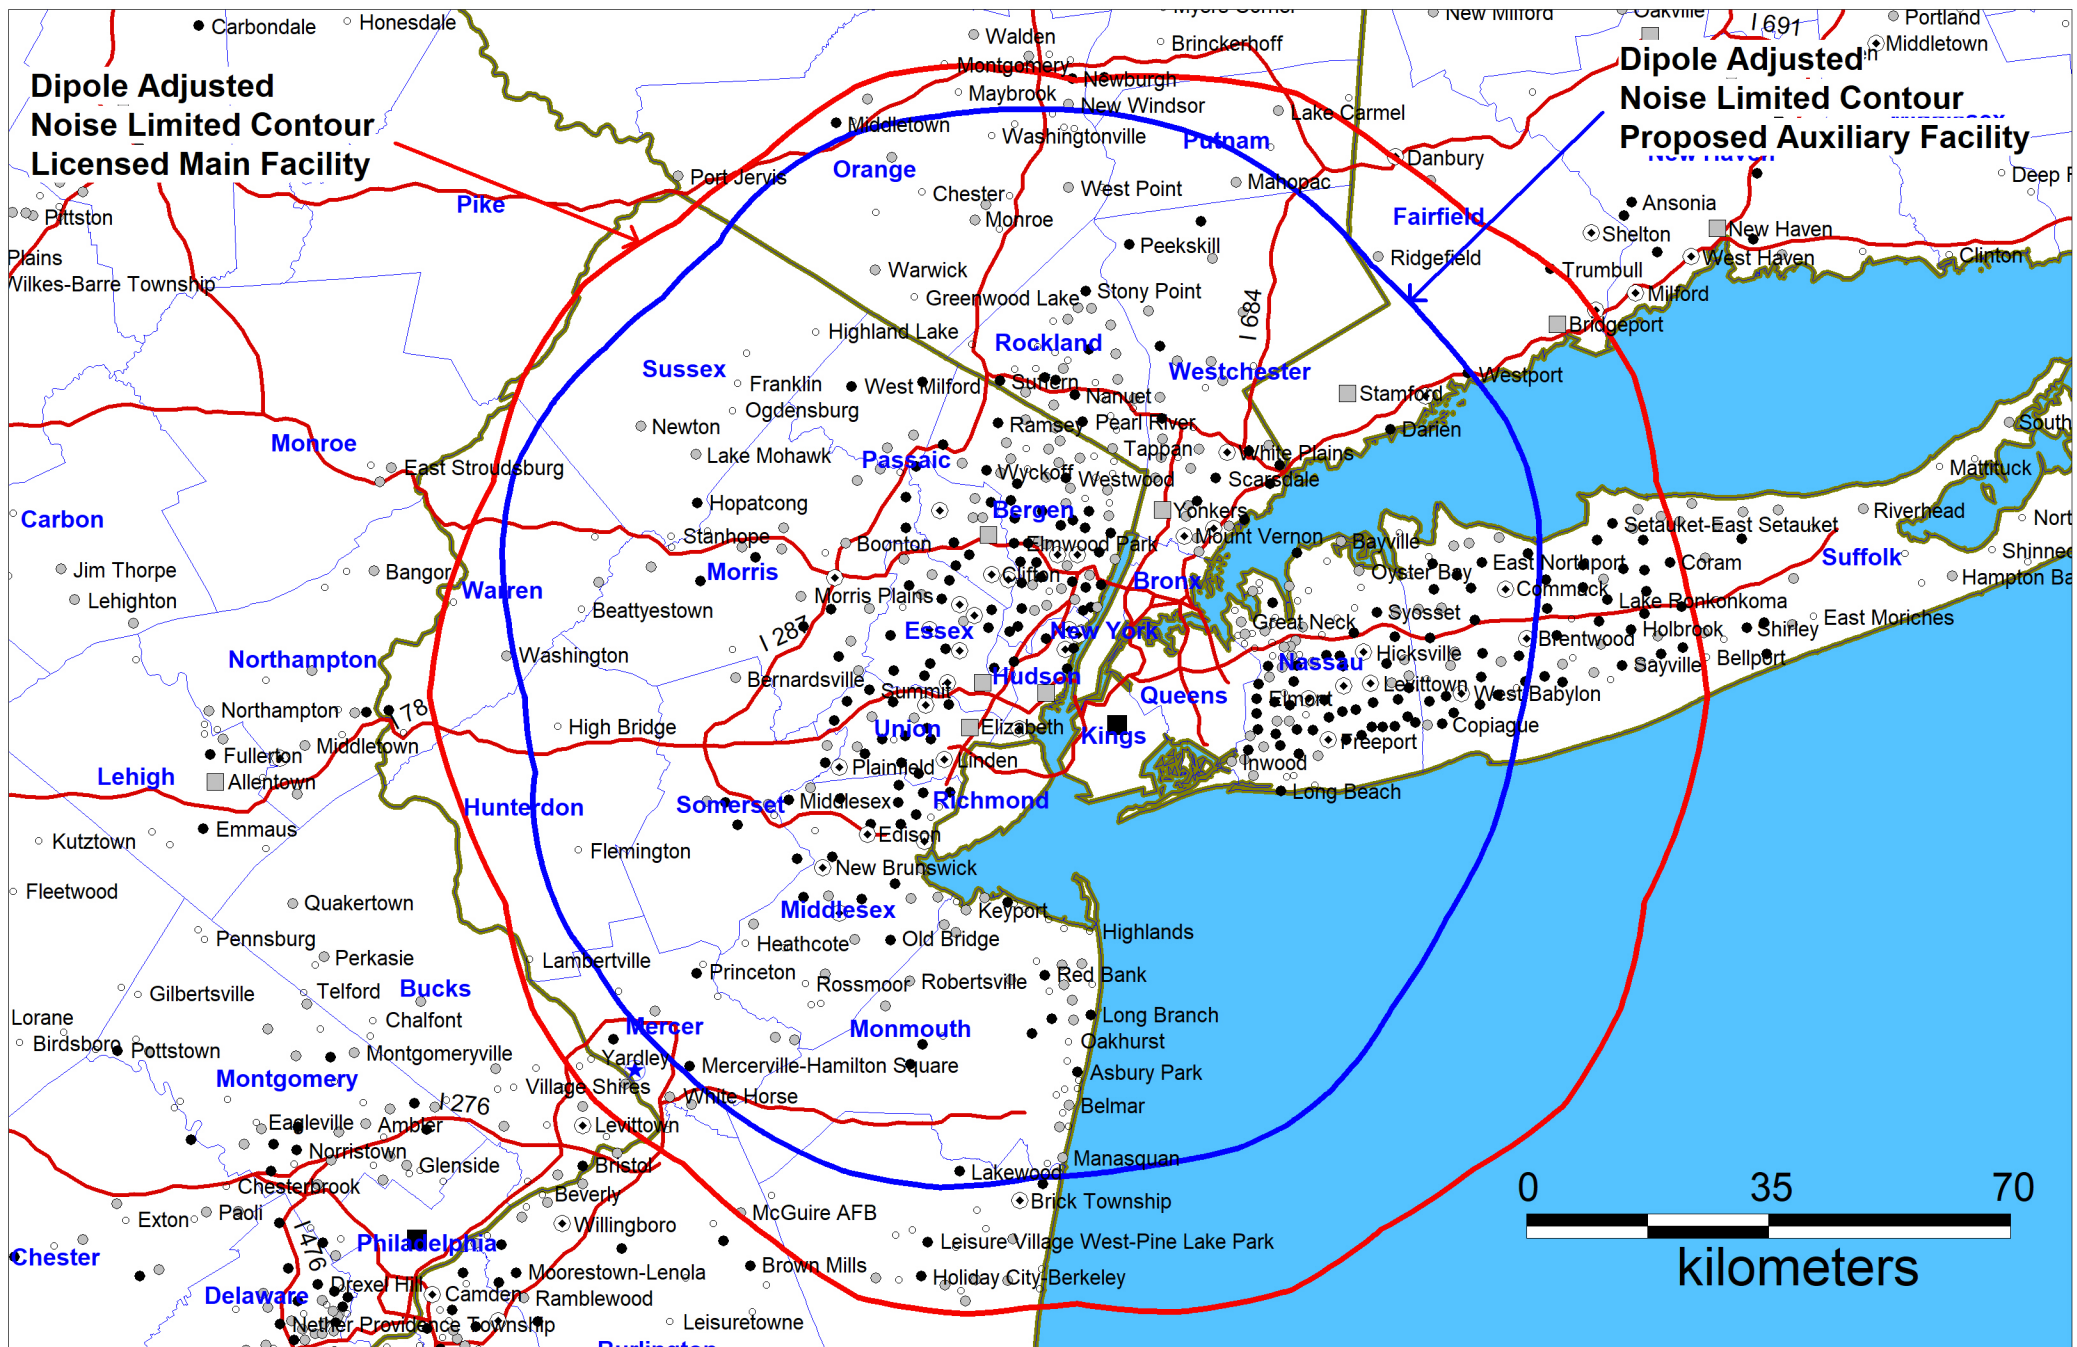 Carbondale
Honesdale
Walden
Brinckerhoff
New Milford
I 691
Portland
Middletown
Dipole Adjusted
Noise Limited Contour
Licensed Main Facility
Dipole Adjusted
Noise Limited Contour
Proposed Auxiliary Facility
Montgomery
Newburgh
Maybrook
New Windsor
Lake Carmel
Middletown
Washingtonville
Putnam
Danbury
New Haven
Orange
Port Jervis
Chester
West Point
Mahopac
Deep
Pike
Pittston
Monroe
Fairfield
Ansonia
Shelton
New Haven
Plains
Peekskill
Ridgefield
Trumbull
West Haven
Clinton
Wilkes-Barre Township
Warwick
Greenwood Lake
Stony Point
Milford
I 684
Highland Lake
Bridgeport
Rockland
Sussex
Westchester
Franklin
West Milford
Suffern
Westport
Ogdensburg
Nanuet
Stamford
Newton
Ramsey
Pearl River
Darien
South
Monroe
Lake Mohawk
Passaic
Tappan
White Plains
East Stroudsburg
Wyckoff
Westwood
Scarsdale
Mattituck
Hopatcong
Carbon
Bergen
Yonkers
Setauket-East Setauket
Riverhead
Nort
Stanhope
Boonton
Elmwood Park
Mount Vernon
Bayville
Suffolk
Shinnec
Jim Thorpe
Bangor
Morris
Clifton
Bronx
Oyster Bay
East Northport
Coram
Hampton Ba
Lehighton
Warren
Beattyestown
Morris Plains
Commack
Lake Ronkonkoma
I 287
Essex
New York
Great Neck
Syosset
East Moriches
Brentwood
Holbrook
Shirley
Northampton
Washington
Hicksville
Nassau
Sayville
Bellport
Bernardsville
Summit
Hudson
Queens
Elmont
Levittown
West Babylon
Northampton
I 78
High Bridge
Union
Elizabeth
Kings
Copiague
Fullerton
Middletown
Freeport
Lehigh
Allentown
Plainfield
Linden
Inwood
Hunterdon
Somerset
Middlesex
Richmond
Long Beach
Emmaus
Edison
Kutztown
Flemington
New Brunswick
Fleetwood
Quakertown
Middlesex
Keyport
Pennsburg
Heathcote
Old Bridge
Highlands
Perkasie
Lambertville
Princeton
Rossmoor
Robertsville
Red Bank
Gilbertsville
Telford
Bucks
Lorane
Chalfont
Mercer
Monmouth
Long Branch
Birdsboro
Pottstown
Montgomeryville
Yardley
Mercerville-Hamilton Square
Oakhurst
Montgomery
Village Shires
Asbury Park
I 276
White Horse
Belmar
Eagleville
Ambler
Levittown
Norristown
Glenside
Bristol
Manasquan
Lakewood
Chesterbrook
Beverly
Brick Township
0 35 70
kilometers
Exton
Paoli
Willingboro
McGuire AFB
I 476
Chester
Philadelphia
Leisure Village West-Pine Lake Park
Moorestown-Lenola
Brown Mills
Holiday City-Berkeley
Delaware
Drexel Hill
Camden
Ramblewood
Nether Providence Township
Leisuretowne
Burlington